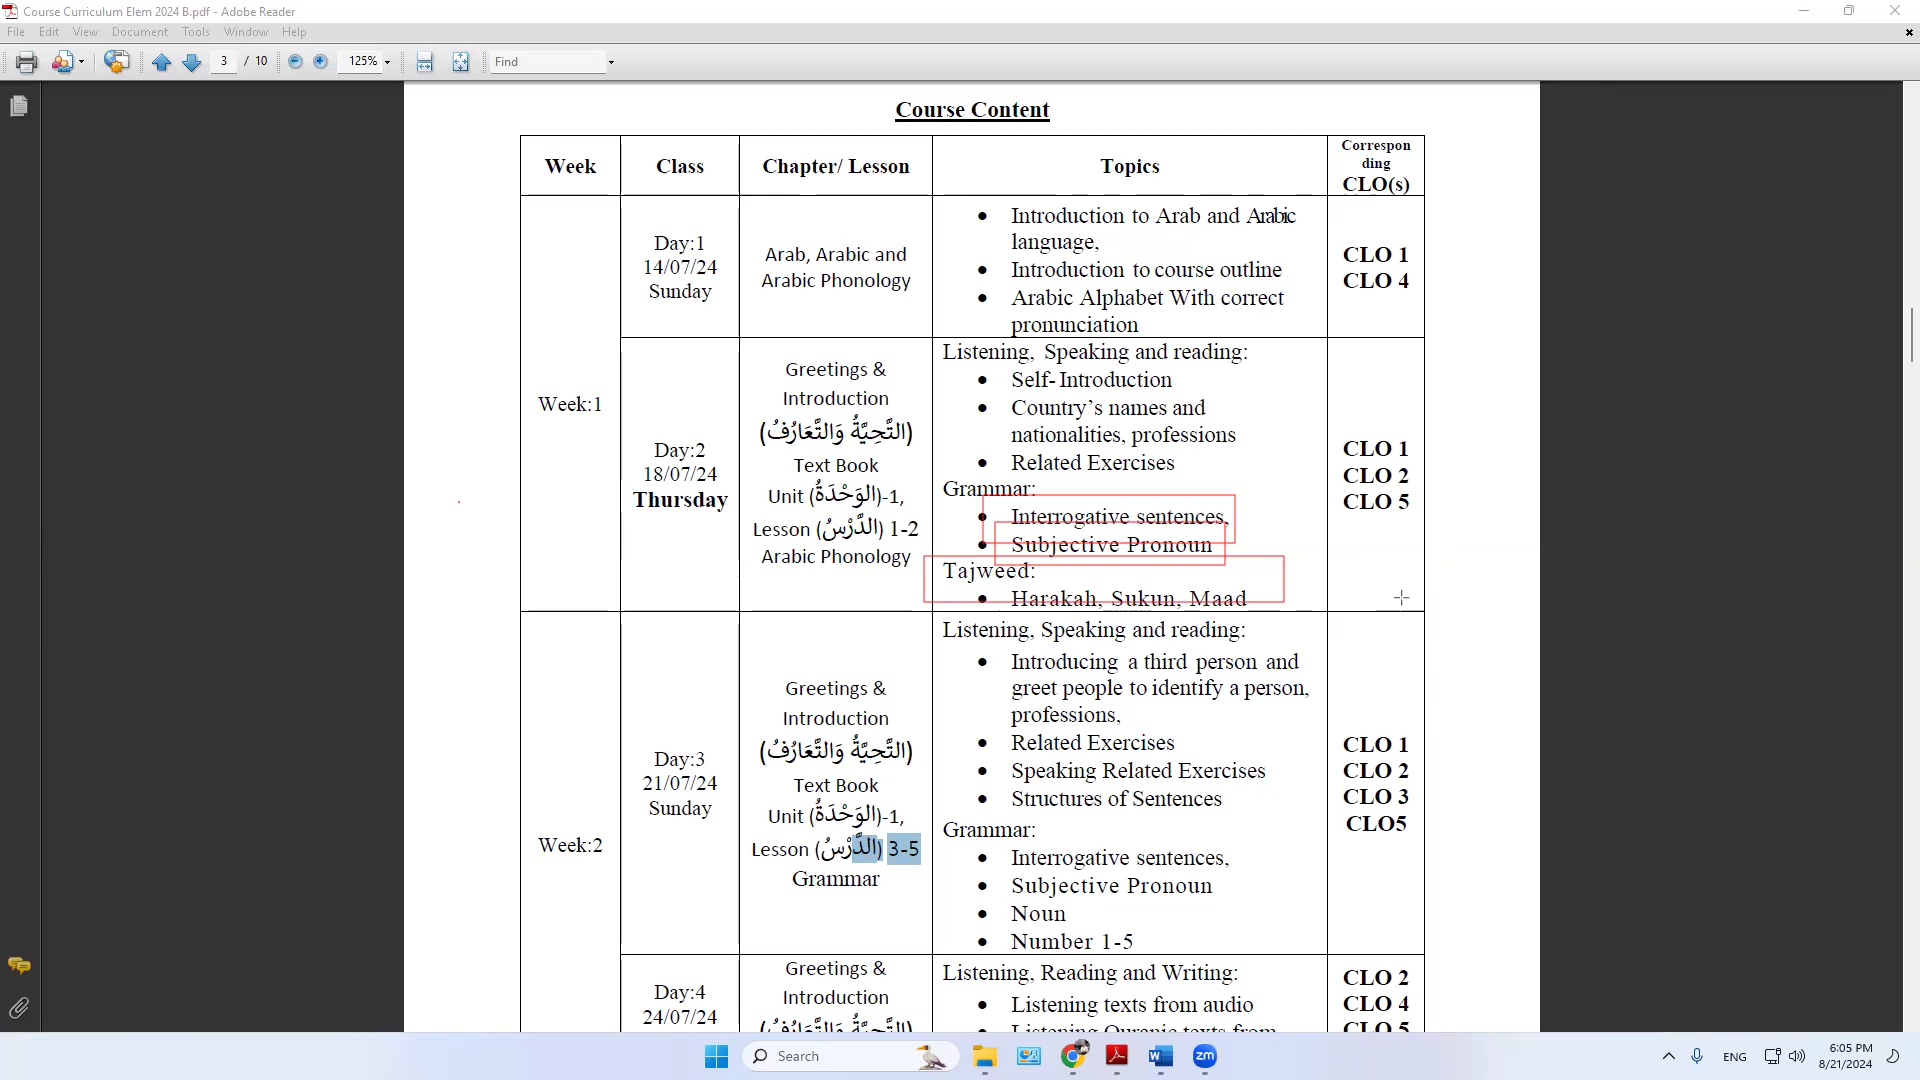 Course Curriculum Elem 2024 B.pdf - Adobe Reader
File Edit View Document Tools Window Help
3 / 10 125% Find
Course Content
Week Class Chapter/ Lesson Topics Correspon
ding
CLO(s)
Week:1
Day:1
14/07/24
Sunday
Arab, Arabic and
Arabic Phonology
• Introduction to Arab and Arabic
language,
• Introduction to course outline
• Arabic Alphabet With correct
pronunciation
CLO 1
CLO 4
Day:2
18/07/24
Thursday
Greetings &
Introduction
(التَّحِيَّةُ وَالتَّعَارُفُ)
Text Book
Unit (الوَحْدَةُ)-1,
Lesson (الدَّرْسُ) 1-2
Arabic Phonology
Listening, Speaking and reading:
• Self- Introduction
• Country’s names and
nationalities, professions
• Related Exercises
Grammar:
• Interrogative sentences,
• Subjective Pronoun
Tajweed:
• Harakah, Sukun, Maad
CLO 1
CLO 2
CLO 5
Week:2
Day:3
21/07/24
Sunday
Greetings &
Introduction
(التَّحِيَّةُ وَالتَّعَارُفُ)
Text Book
Unit (الوَحْدَةُ)-1,
Lesson (الدَّرْسُ) 3-5
Grammar
Listening, Speaking and reading:
• Introducing a third person and
greet people to identify a person,
professions,
• Related Exercises
• Speaking Related Exercises
• Structures of Sentences
Grammar:
• Interrogative sentences,
• Subjective Pronoun
• Noun
• Number 1-5
CLO 1
CLO 2
CLO 3
CLO5
Day:4
24/07/24
Greetings &
Introduction
(التَّحِيَّةُ وَالتَّعَارُفُ)
Listening, Reading and Writing:
• Listening texts from audio
• Listening Quranic texts from
CLO 2
CLO 4
CLO 5
Search
zm
ENG
6:05 PM
8/21/2024